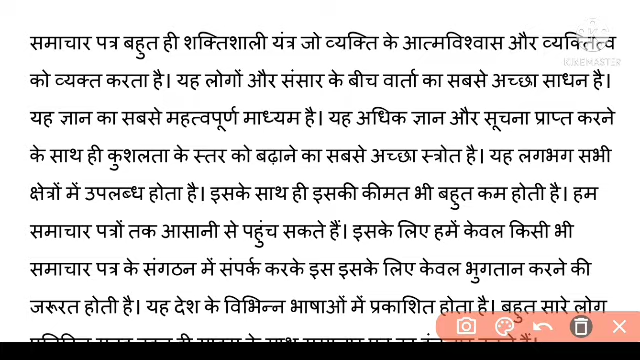 समाचार पत्र बहुत ही शक्तिशाली यंत्र जो व्यक्ति के आत्मविश्वास और व्यक्तित्व
को व्यक्त करता है। यह लोगों और संसार के बीच वार्ता का सबसे अच्छा साधन है।
यह ज्ञान का सबसे महत्वपूर्ण माध्यम है। यह अधिक ज्ञान और सूचना प्राप्त करने
के साथ ही कुशलता के स्तर को बढ़ाने का सबसे अच्छा स्त्रोत है। यह लगभग सभी
क्षेत्रों में उपलब्ध होता है। इसके साथ ही इसकी कीमत भी बहुत कम होती है। हम
समाचार पत्रों तक आसानी से पहुंच सकते हैं। इसके लिए हमें केवल किसी भी
समाचार पत्र के संगठन में संपर्क करके इस इसके लिए केवल भुगतान करने की
जरूरत होती है। यह देश के विभिन्न भाषाओं में प्रकाशित होता है। बहुत सारे लोग